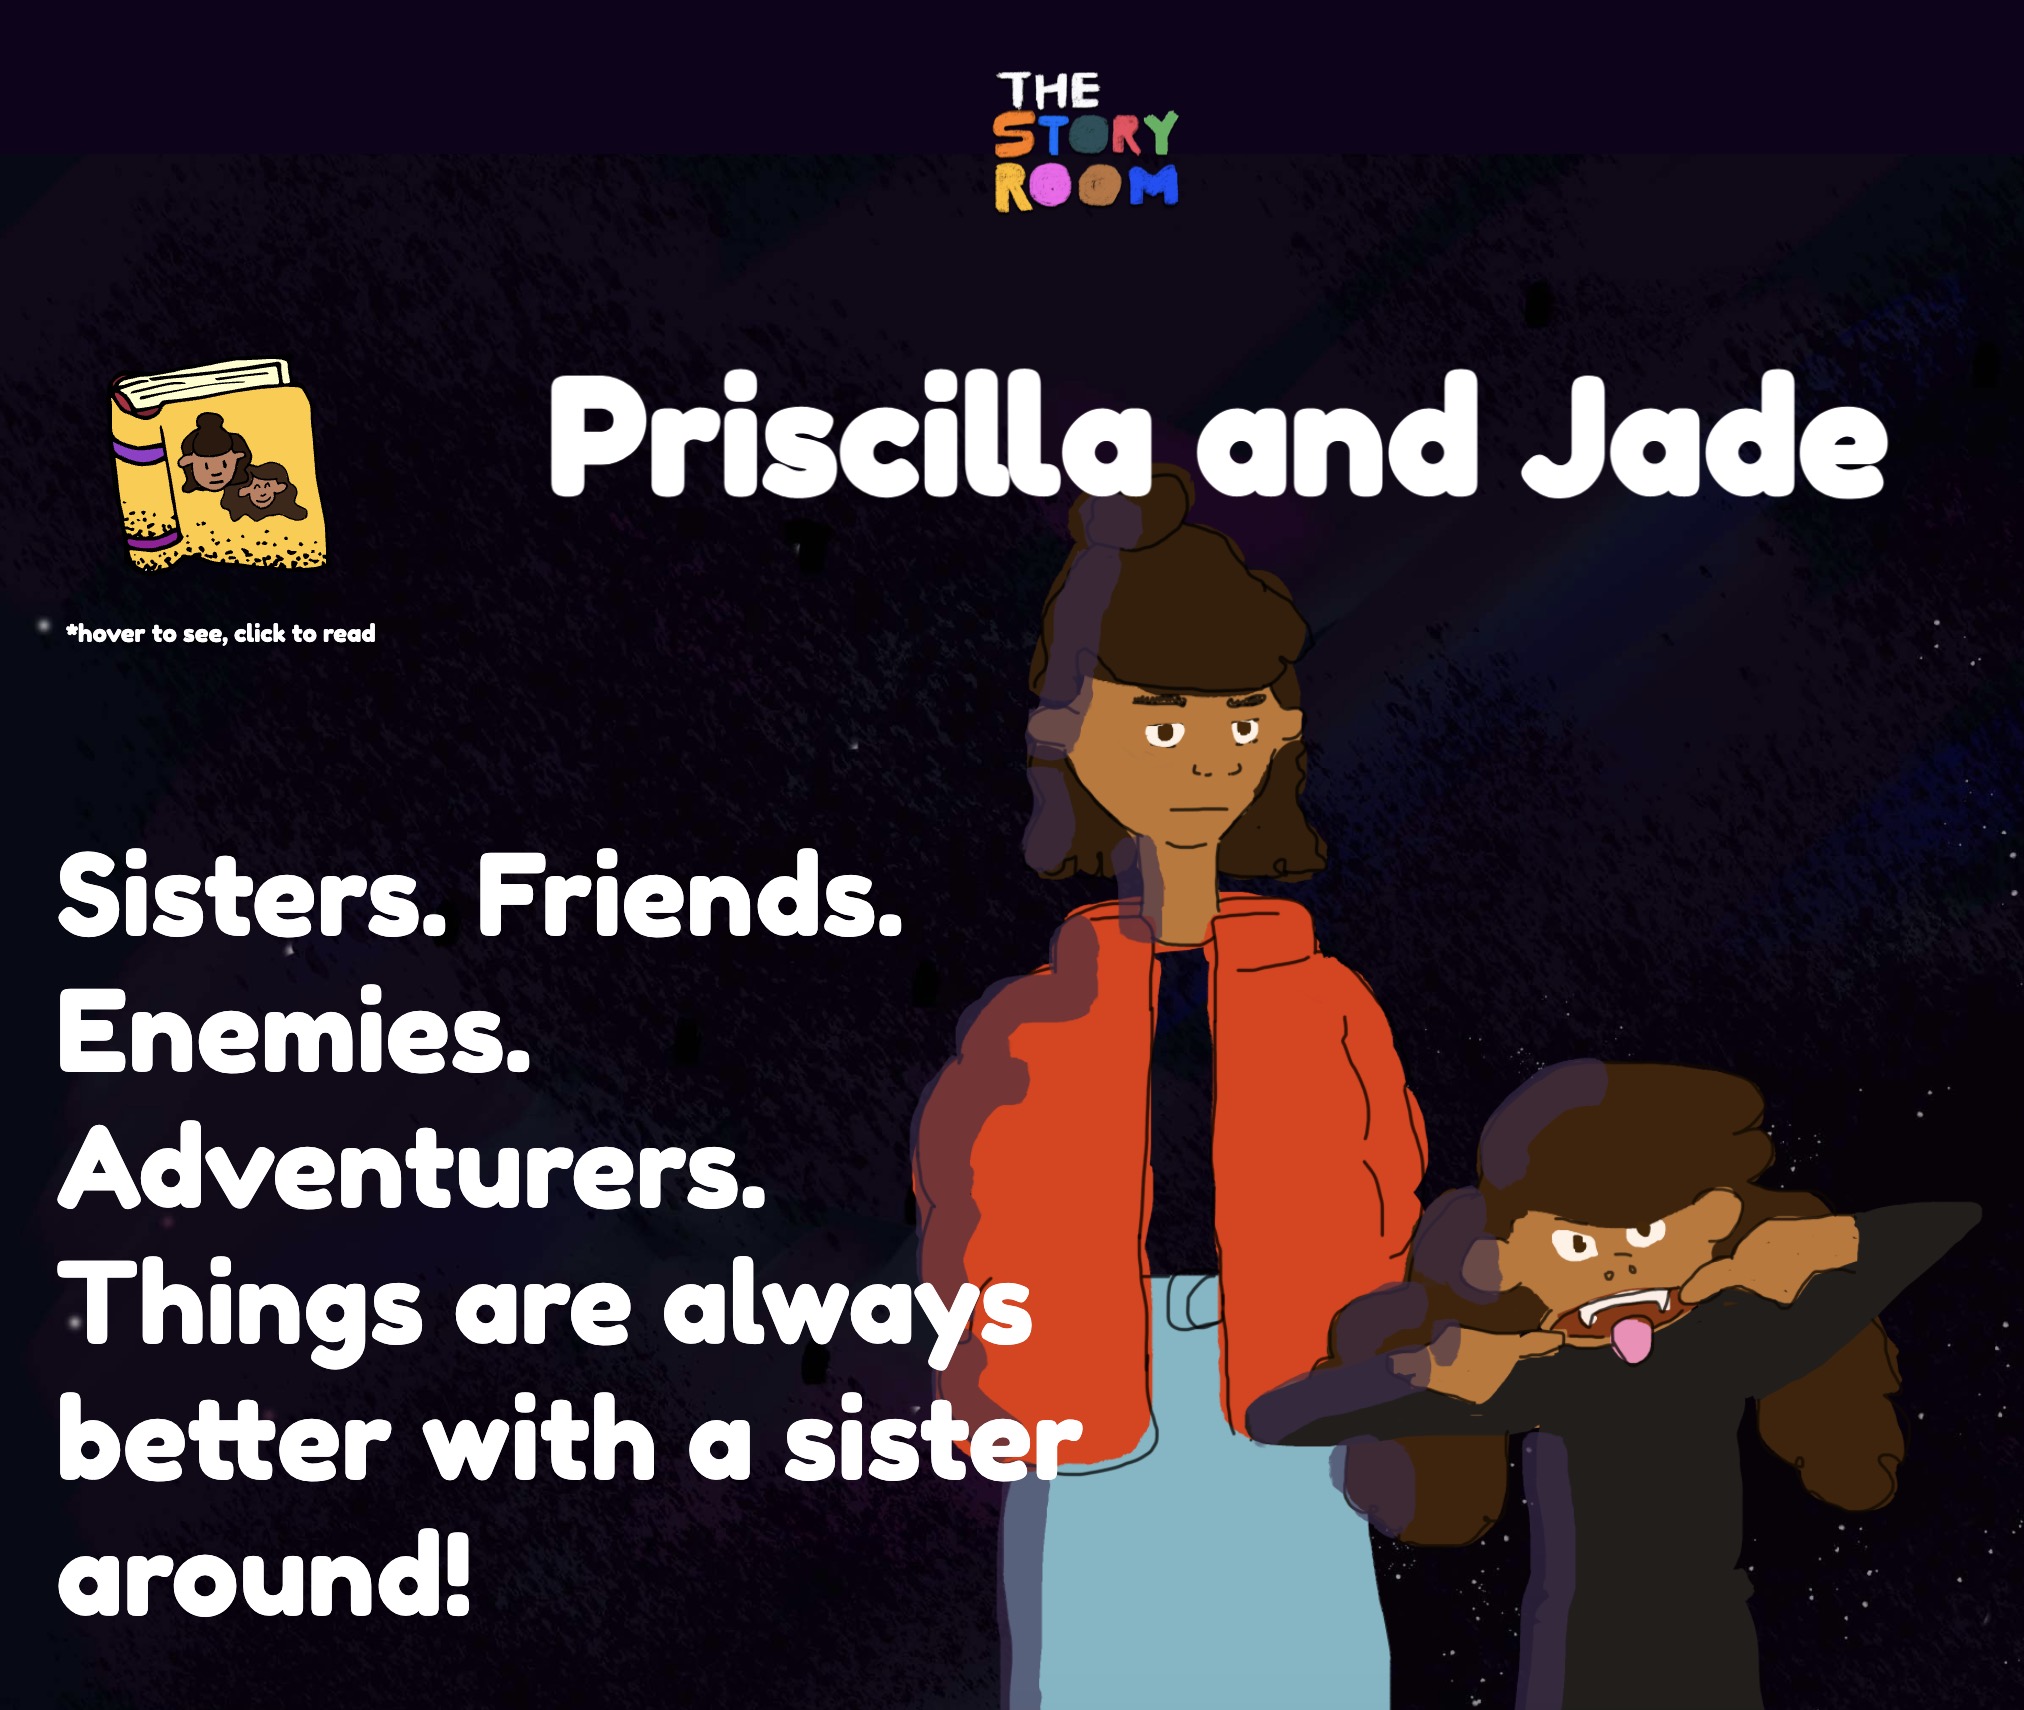 THE
STORY
ROOM
Priscilla and Jade
*hover to see, click to read
Sisters. Friends.
Enemies.
Adventurers.
Things are always
better with a sister
around!